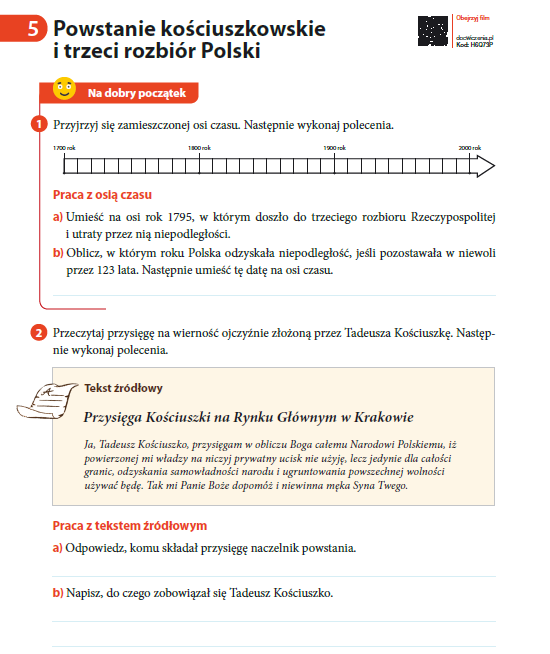 5 Powstanie kościuszkowskie
i trzeci rozbiór Polski
Obejrzyj film
docwiczenia.pl
Kod: H6Q73P
Na dobry początek
1 Przyjrzyj się zamieszczonej osi czasu. Następnie wykonaj polecenia.
1700 rok 1800 rok 1900 rok 2000 rok
Praca z osią czasu
a) Umieść na osi rok 1795, w którym doszło do trzeciego rozbioru Rzeczypospolitej
i utraty przez nią niepodległości.
b) Oblicz, w którym roku Polska odzyskała niepodległość, jeśli pozostawała w niewoli
przez 123 lata. Następnie umieść tę datę na osi czasu.
2 Przeczytaj przysięgę na wierność ojczyźnie złożoną przez Tadeusza Kościuszkę. Następ-
nie wykonaj polecenia.
Tekst źródłowy
Przysięga Kościuszki na Rynku Głównym w Krakowie
Ja, Tadeusz Kościuszko, przysięgam w obliczu Boga całemu Narodowi Polskiemu, iż
powierzonej mi władzy na niczyj prywatny ucisk nie użyję, lecz jedynie dla całości
granic, odzyskania samowładności narodu i ugruntowania powszechnej wolności
używać będę. Tak mi Panie Boże dopomóż i niewinna męka Syna Twego.
Praca z tekstem źródłowym
a) Odpowiedz, komu składał przysięgę naczelnik powstania.
b) Napisz, do czego zobowiązał się Tadeusz Kościuszko.